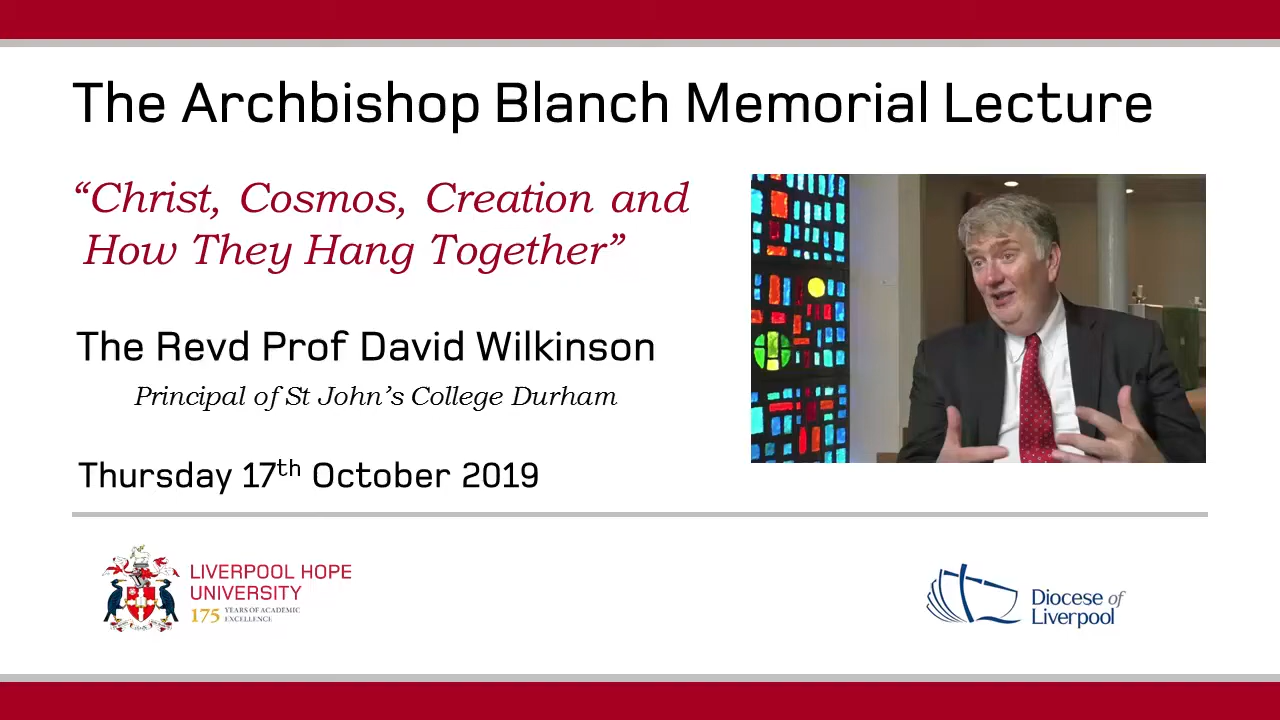 The Archbishop Blanch Memorial Lecture
“Christ, Cosmos, Creation and
How They Hang Together”
The Revd Prof David Wilkinson
Principal of St John’s College Durham
Thursday 17th October 2019
LIVERPOOL HOPE
UNIVERSITY
175 YEARS OF ACADEMIC
EXCELLENCE
Diocese of
Liverpool